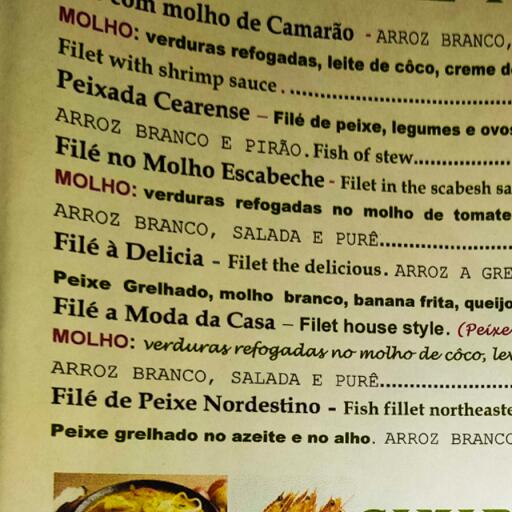 com molho de Camarão - ARROZ BRANCO,
MOLHO: verduras refogadas, leite de côco, creme de
Filet with shrimp sauce . ......................
Peixada Cearense – Filé de peixe, legumes e ovos
ARROZ BRANCO E PIRÃO. Fish of stew..............
Filé no Molho Escabeche - Filet in the scabesh sa
MOLHO: verduras refogadas no molho de tomate
ARROZ BRANCO, SALADA E PURÊ....................
Filé à Delicia - Filet the delicious. ARROZ A GRE
Peixe Grelhado, molho branco, banana frita, queijo
Filé a Moda da Casa – Filet house style. (Peixe
MOLHO: verduras refogadas no molho de côco, lei
ARROZ BRANCO, SALADA E PURÊ....................
Filé de Peixe Nordestino - Fish fillet northeaste
Peixe grelhado no azeite e no alho. ARROZ BRANCO